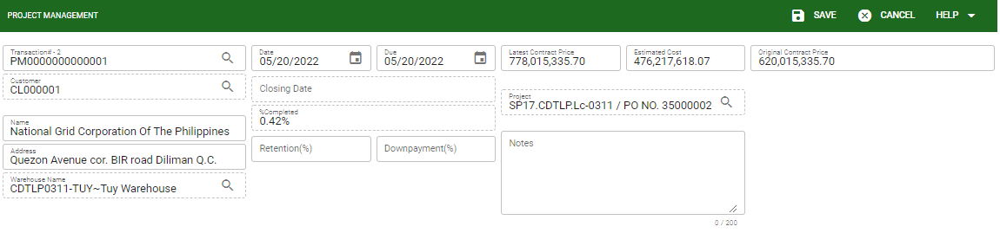 PROJECT MANAGEMENT
SAVE
CANCEL
HELP
Transaction# - 2
PM0000000000001
Date
05/20/2022
Due
05/20/2022
Latest Contract Price
778,015,335.70
Estimated Cost
476,217,618.07
Original Contract Price
620,015,335.70
Customer
CL000001
Closing Date
Project
SP17.CDTLP.Lc-0311 / PO NO. 35000002
%Completed
0.42%
Name
National Grid Corporation Of The Philippines
Retention(%)
Downpayment(%)
Notes
Address
Quezon Avenue cor. BIR road Diliman Q.C.
Warehouse Name
CDTLP0311-TUY~Tuy Warehouse
0 / 200